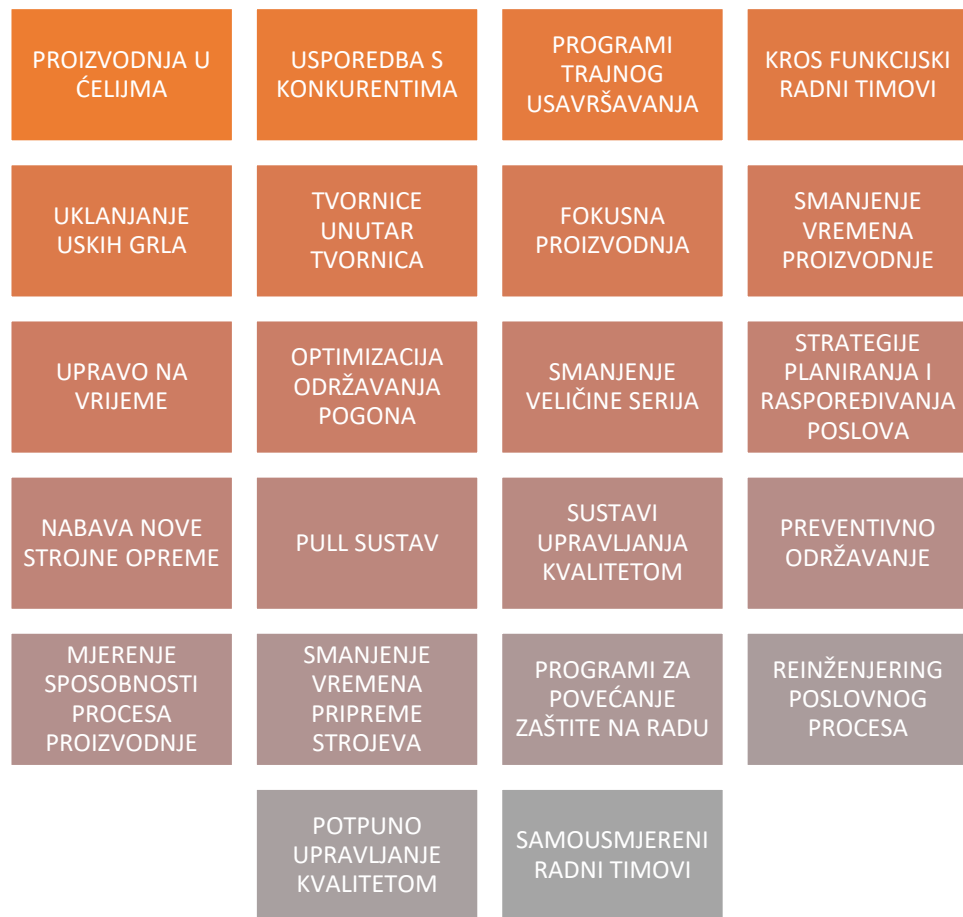 PROIZVODNJA U
ĆELIJMA
USPOREDBA S
KONKURENTIMA
PROGRAMI
TRAJNOG
USAVRŠAVANJA
KROS FUNKCIJSKI
RADNI TIMOVI
UKLANJANJE
USKIH GRLA
TVORNICE
UNUTAR
TVORNICA
FOKUSNA
PROIZVODNJA
SMANJENJE
VREMENA
PROIZVODNJE
UPRAVO NA
VRIJEME
OPTIMIZACIJA
ODRŽAVANJA
POGONA
SMANJENJE
VELIČINE SERIJA
STRATEGIJE
PLANIRANJA I
RASPOREĐIVANJA
POSLOVA
NABAVA NOVE
STROJNE OPREME
PULL SUSTAV
SUSTAVI
UPRAVLJANJA
KVALITETOM
PREVENTIVNO
ODRŽAVANJE
MJERENJE
SPOSOBNOSTI
PROCESA
PROIZVODNJE
SMANJENJE
VREMENA
PRIPREME
STROJEVA
PROGRAMI ZA
POVEĆANJE
ZAŠTITE NA RADU
REINŽENJERING
POSLOVNOG
PROCESA
POTPUNO
UPRAVLJANJE
KVALITETOM
SAMOUSMJERENI
RADNI TIMOVI